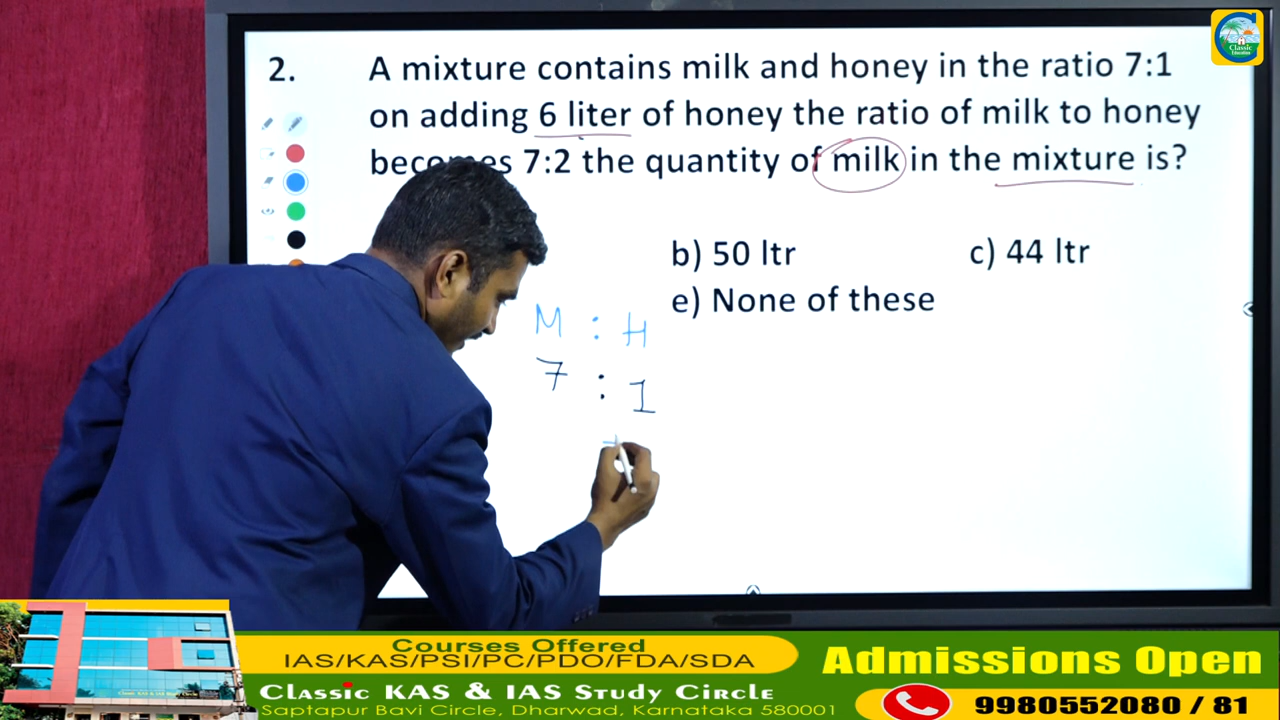 Classic
Education
2. A mixture contains milk and honey in the ratio 7:1
on adding 6 liter of honey the ratio of milk to honey
becomes 7:2 the quantity of milk in the mixture is?
b) 50 ltr c) 44 ltr
e) None of these
M : H
7 : 1
+
Courses Offered
IAS/KAS/PSI/PC/PDO/FDA/SDA
Classic KAS & IAS Study Circle
Saptapur Bavi Circle, Dharwad, Karnataka 580001
Admissions Open
9980552080 / 81